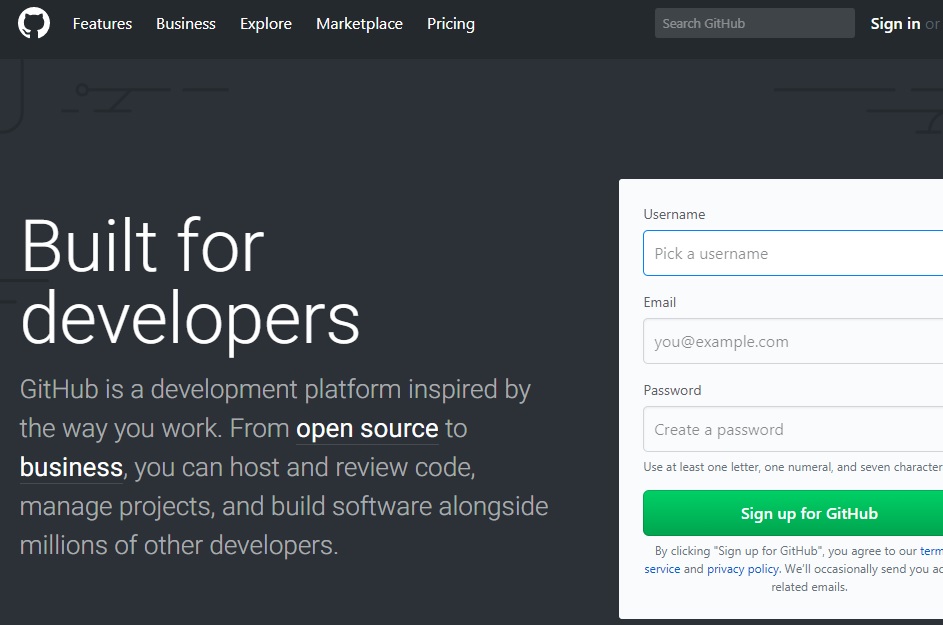 Features Business Explore Marketplace Pricing
Search GitHub
Sign in or
Built for
developers
GitHub is a development platform inspired by
the way you work. From open source to
business, you can host and review code,
manage projects, and build software alongside
millions of other developers.
Username
Pick a username
Email
you@example.com
Password
Create a password
Use at least one letter, one numeral, and seven character
Sign up for GitHub
By clicking "Sign up for GitHub", you agree to our term
service and privacy policy. We'll occasionally send you ac
related emails.